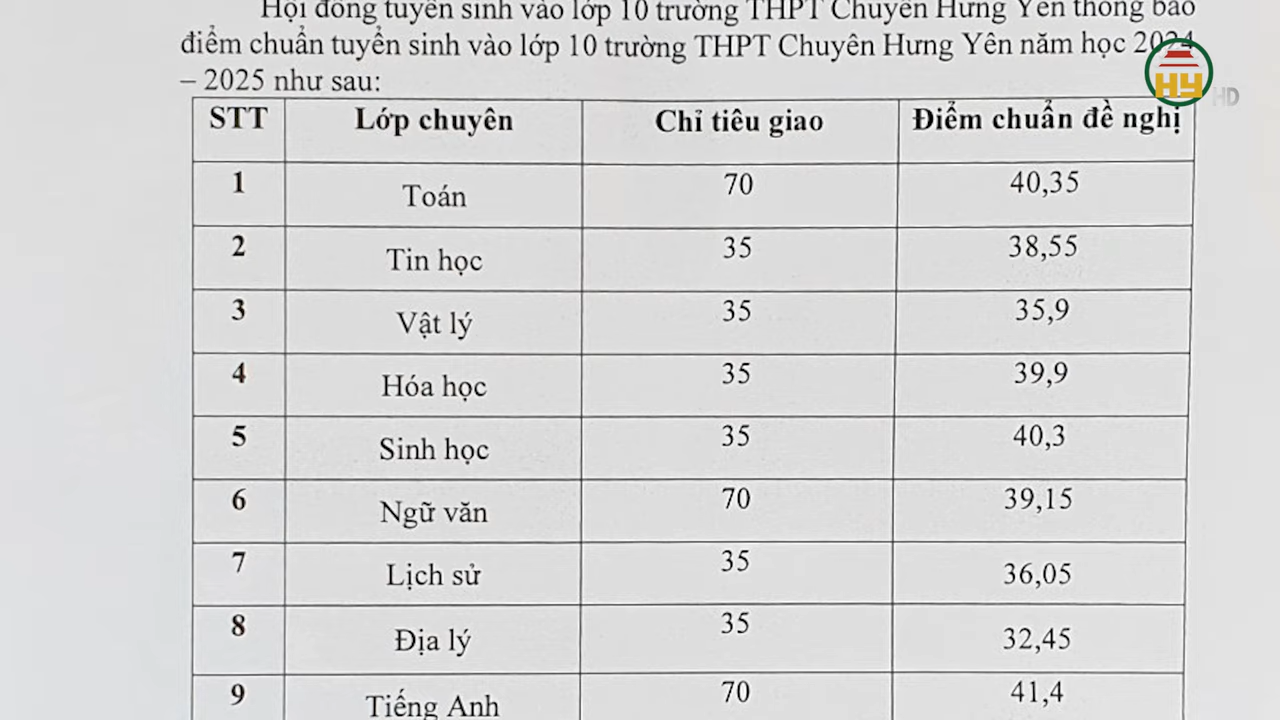 Hội đồng tuyển sinh vào lớp 10 trường THPT Chuyên Hưng Yên thông báo
điểm chuẩn tuyển sinh vào lớp 10 trường THPT Chuyên Hưng Yên năm học 2024
– 2025 như sau:
STT Lớp chuyên Chỉ tiêu giao Điểm chuẩn đề nghị
1 Toán 70 40,35
2 Tin học 35 38,55
3 Vật lý 35 35,9
4 Hóa học 35 39,9
5 Sinh học 35 40,3
6 Ngữ văn 70 39,15
7 Lịch sử 35 36,05
8 Địa lý 35 32,45
9 Tiếng Anh 70 41,4
HY
HD